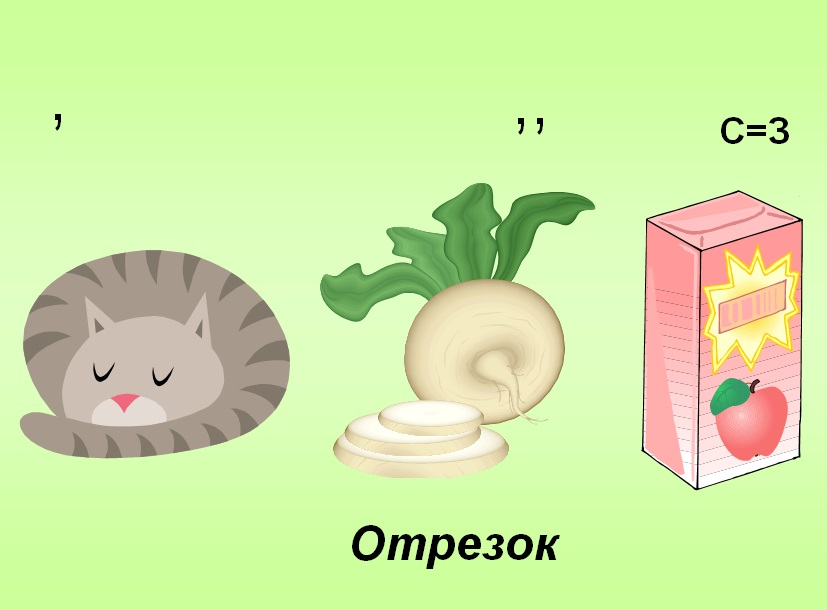 , ,, С=З
Отрезок